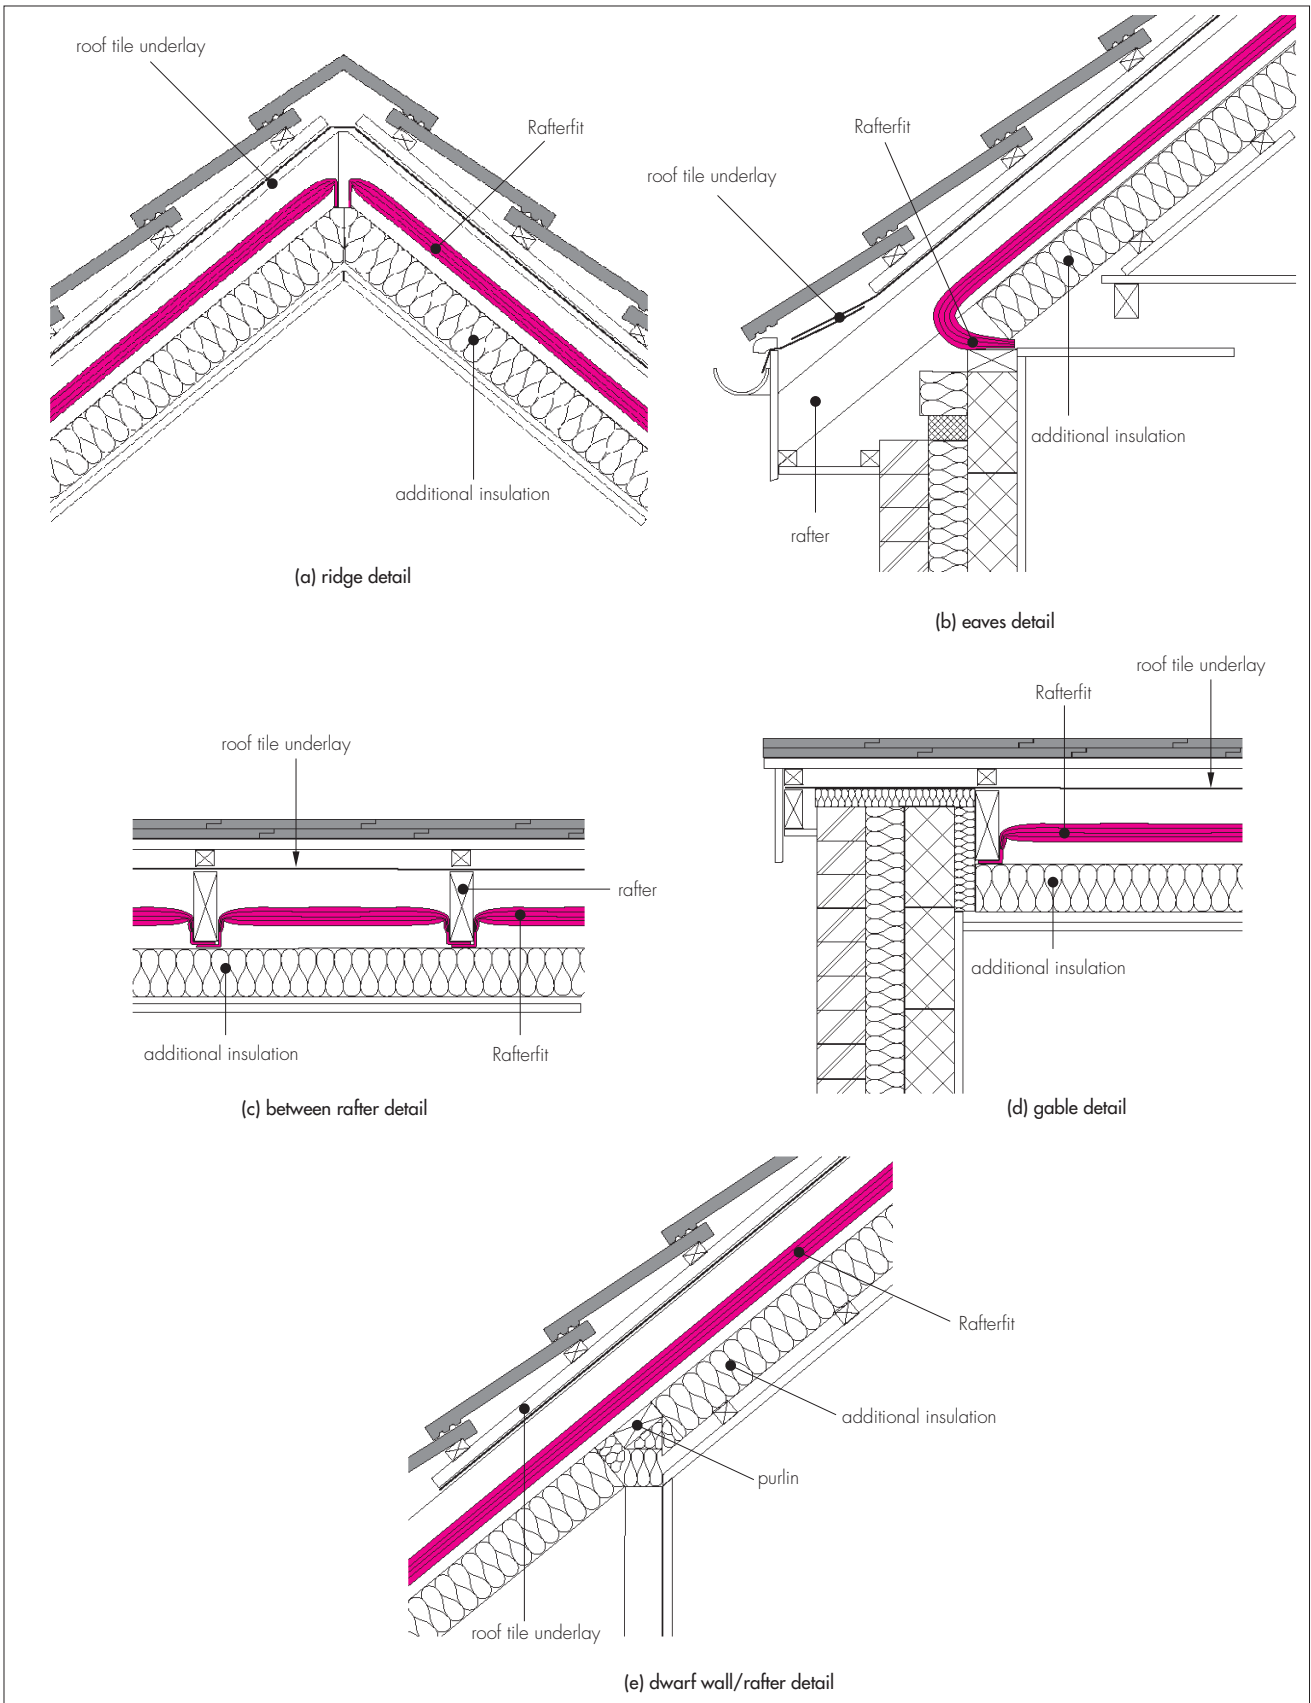 roof tile underlay
Rafterfit
additional insulation
(a) ridge detail
Rafterfit
roof tile underlay
additional insulation
rafter
(b) eaves detail
roof tile underlay
rafter
additional insulation
Rafterfit
(c) between rafter detail
roof tile underlay
Rafterfit
additional insulation
(d) gable detail
Rafterfit
additional insulation
purlin
roof tile underlay
(e) dwarf wall/rafter detail